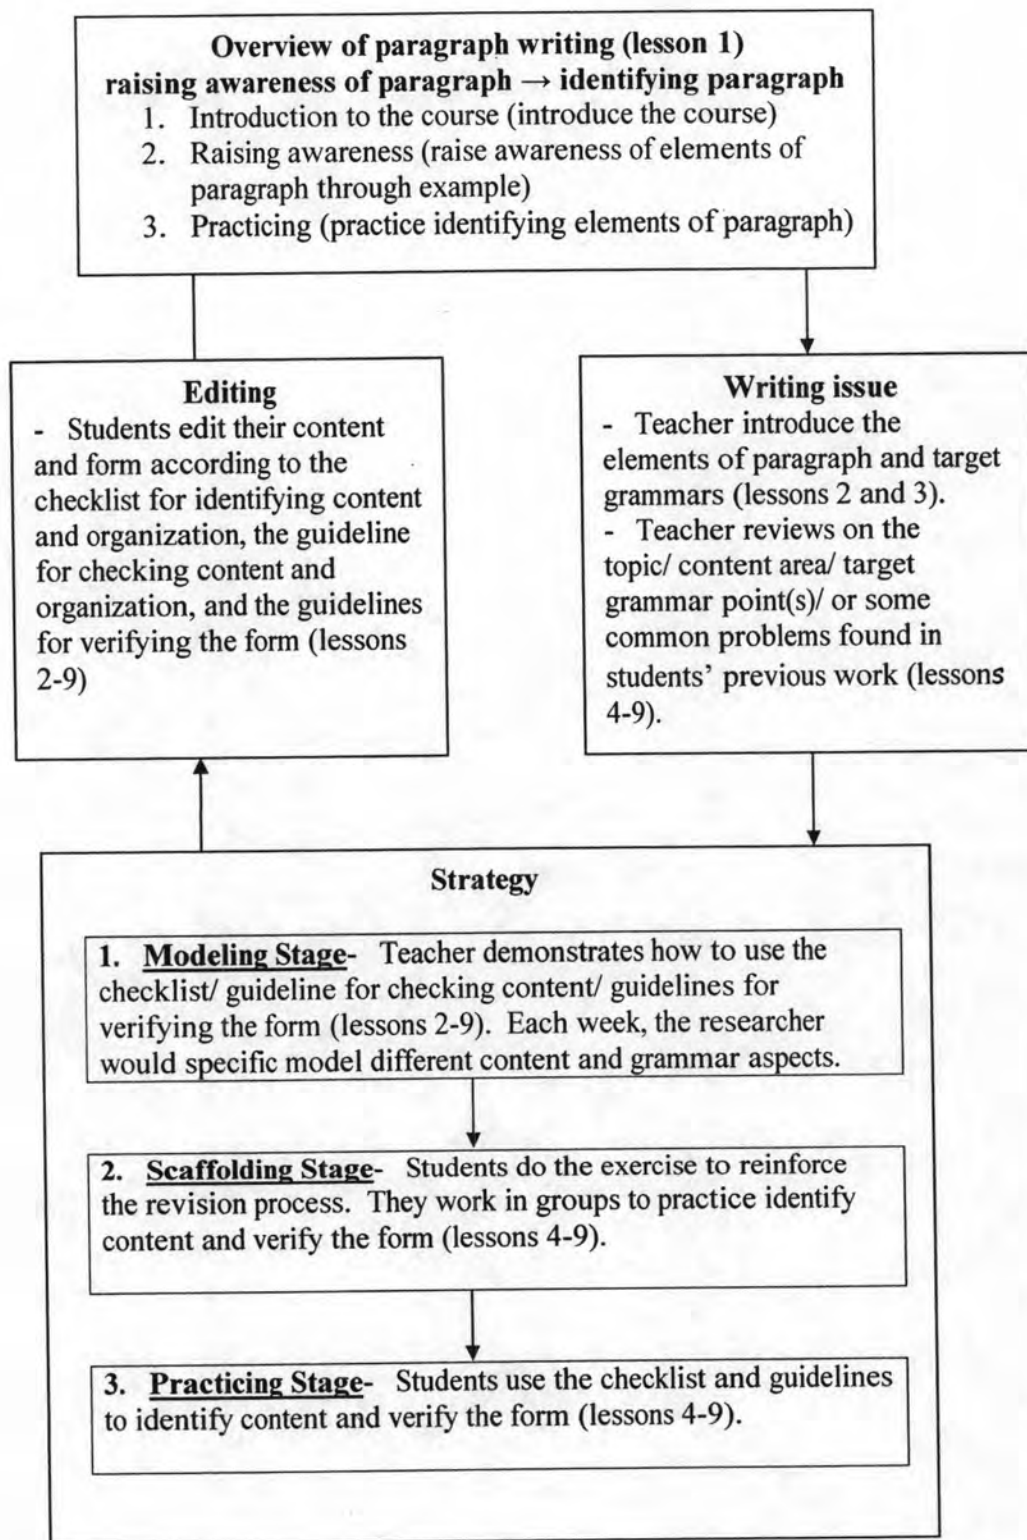 Overview of paragraph writing (lesson 1)
raising awareness of paragraph → identifying paragraph
1. Introduction to the course (introduce the course)
2. Raising awareness (raise awareness of elements of
paragraph through example)
3. Practicing (practice identifying elements of paragraph)
Editing
- Students edit their content
and form according to the
checklist for identifying content
and organization, the guideline
for checking content and
organization, and the guidelines
for verifying the form (lessons
2-9)
Writing issue
- Teacher introduce the
elements of paragraph and target
grammars (lessons 2 and 3).
- Teacher reviews on the
topic/ content area/ target
grammar point(s)/ or some
common problems found in
students' previous work (lessons
4-9).
Strategy
1. Modeling Stage- Teacher demonstrates how to use the
checklist/ guideline for checking content/ guidelines for
verifying the form (lessons 2-9). Each week, the researcher
would specific model different content and grammar aspects.
2. Scaffolding Stage- Students do the exercise to reinforce
the revision process. They work in groups to practice identify
content and verify the form (lessons 4-9).
3. Practicing Stage- Students use the checklist and guidelines
to identify content and verify the form (lessons 4-9).